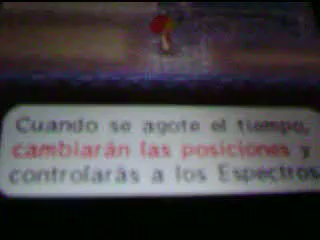 Cuando se agote el tiempo,
cambiarán las posiciones y
controlarás a los Espectros